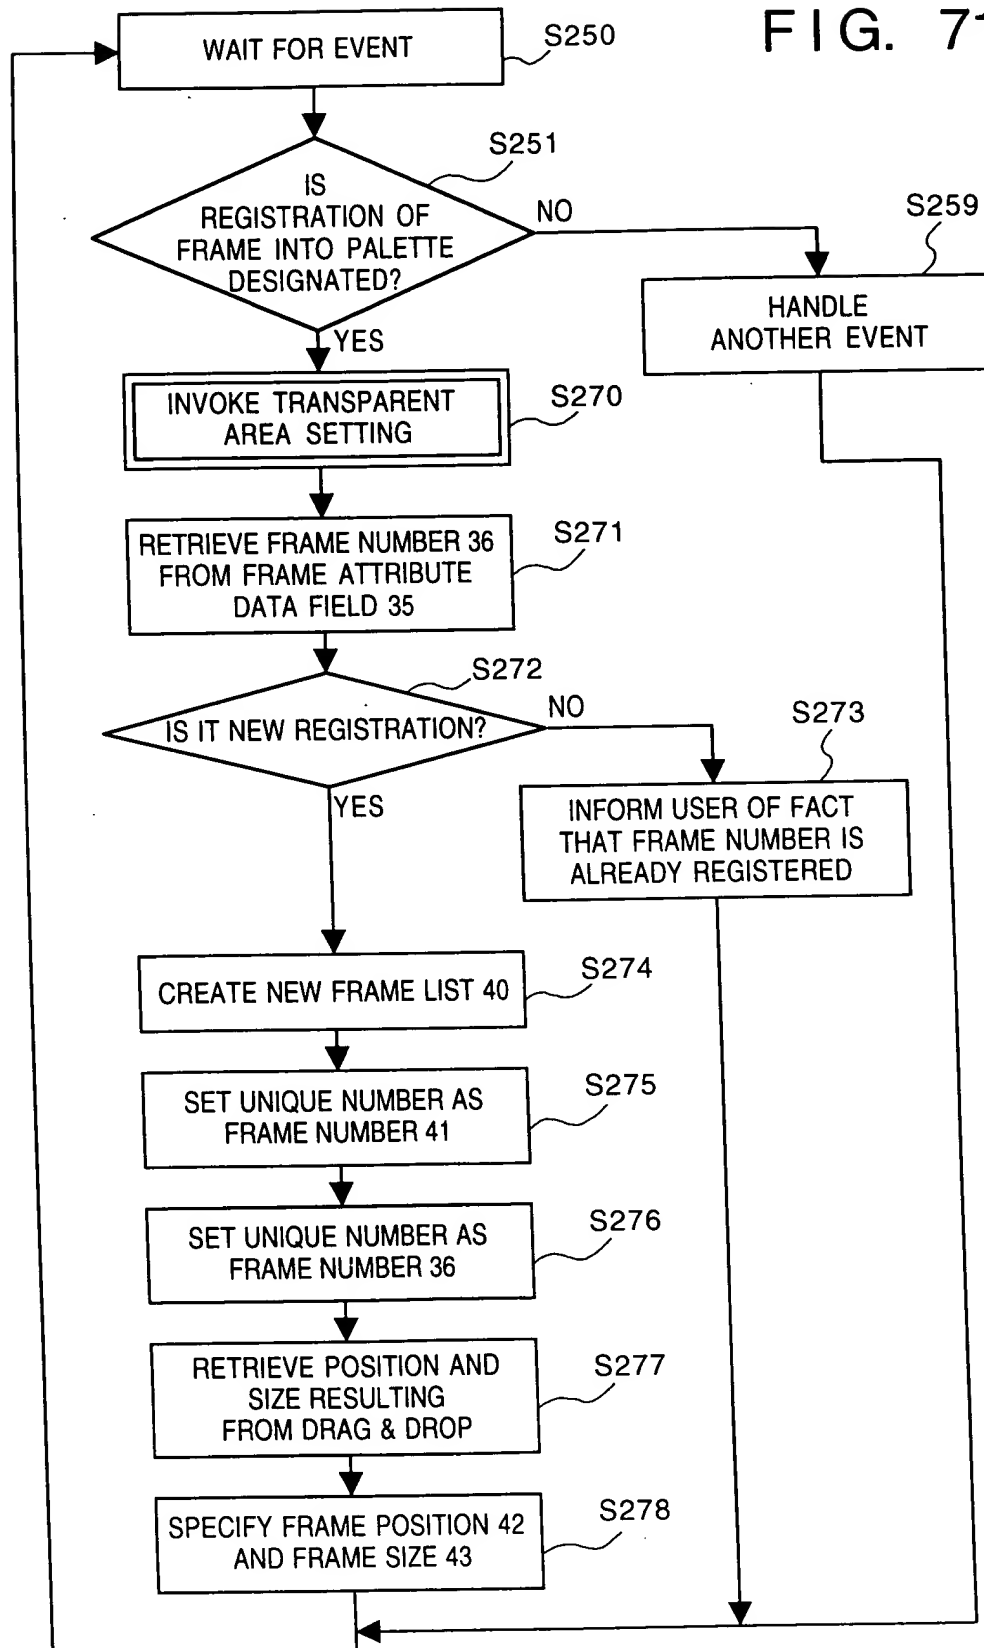 FIG. 71
WAIT FOR EVENT
S250
S251
IS
REGISTRATION OF
FRAME INTO PALETTE
DESIGNATED?
NO
S259
HANDLE
ANOTHER EVENT
YES
INVOKE TRANSPARENT
AREA SETTING
S270
RETRIEVE FRAME NUMBER 36
FROM FRAME ATTRIBUTE
DATA FIELD 35
S271
S272
IS IT NEW REGISTRATION?
NO
S273
INFORM USER OF FACT
THAT FRAME NUMBER IS
ALREADY REGISTERED
YES
CREATE NEW FRAME LIST 40
S274
SET UNIQUE NUMBER AS
FRAME NUMBER 41
S275
SET UNIQUE NUMBER AS
FRAME NUMBER 36
S276
RETRIEVE POSITION AND
SIZE RESULTING
FROM DRAG & DROP
S277
SPECIFY FRAME POSITION 42
AND FRAME SIZE 43
S278